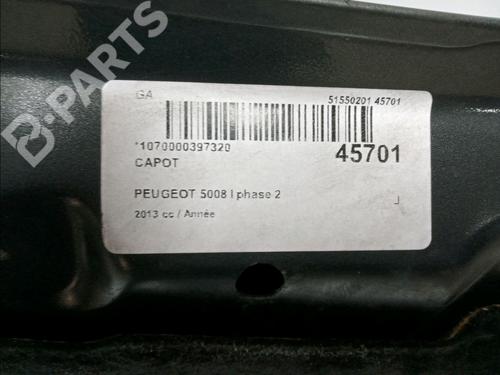 B-PARTS
GA
51550201 45701
*1070000397320
45701
CAPOT
PEUGEOT 5008 I phase 2
2013 cc / Année